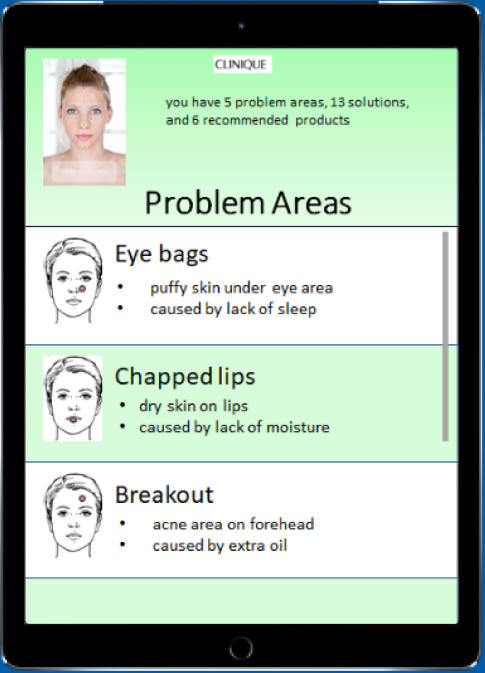 CLINIQUE
you have 5 problem areas, 13 solutions,
and 6 recommended products
Problem Areas
Eye bags
• puffy skin under eye area
• caused by lack of sleep
Chapped lips
• dry skin on lips
• caused by lack of moisture
Breakout
• acne area on forehead
• caused by extra oil